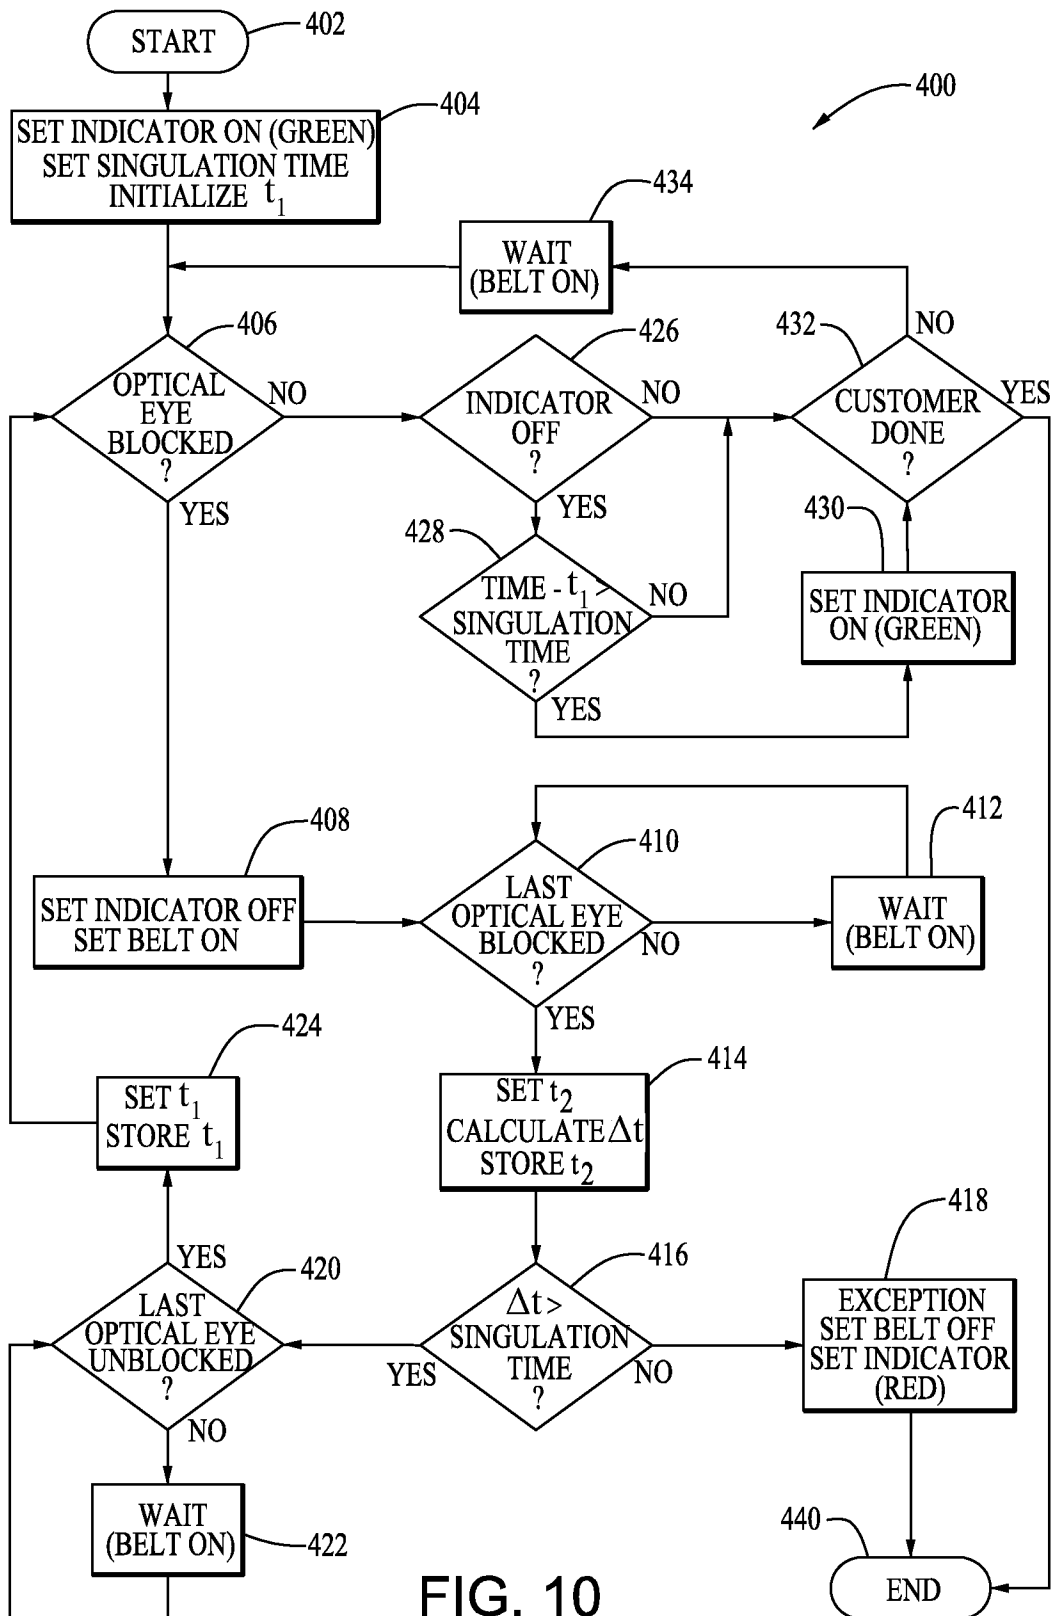 START
402
400
SET INDICATOR ON (GREEN)
SET SINGULATION TIME
INITIALIZE t1
404
WAIT
(BELT ON)
434
OPTICAL
EYE
BLOCKED
?
406
NO
YES
INDICATOR
OFF
?
426
NO
YES
CUSTOMER
DONE
?
432
NO
YES
TIME - t1 >
SINGULATION
TIME
?
428
NO
YES
SET INDICATOR
ON (GREEN)
430
SET INDICATOR OFF
SET BELT ON
408
LAST
OPTICAL EYE
BLOCKED
?
410
NO
YES
WAIT
(BELT ON)
412
SET t1
STORE t1
424
SET t2
CALCULATE Δt
STORE t2
414
LAST
OPTICAL EYE
UNBLOCKED
?
420
YES
NO
Δt>
SINGULATION
TIME
?
416
YES
NO
EXCEPTION
SET BELT OFF
SET INDICATOR
(RED)
418
WAIT
(BELT ON)
422
END
440
FIG. 10